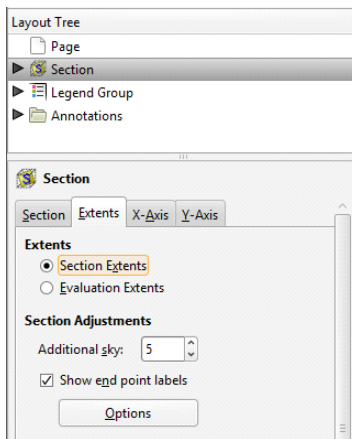 Layout Tree
Page
Section
Legend Group
Annotations
Section
Section Extents X-Axis Y-Axis
Extents
Section Extents
Evaluation Extents
Section Adjustments
Additional sky: 5
Show end point labels
Options